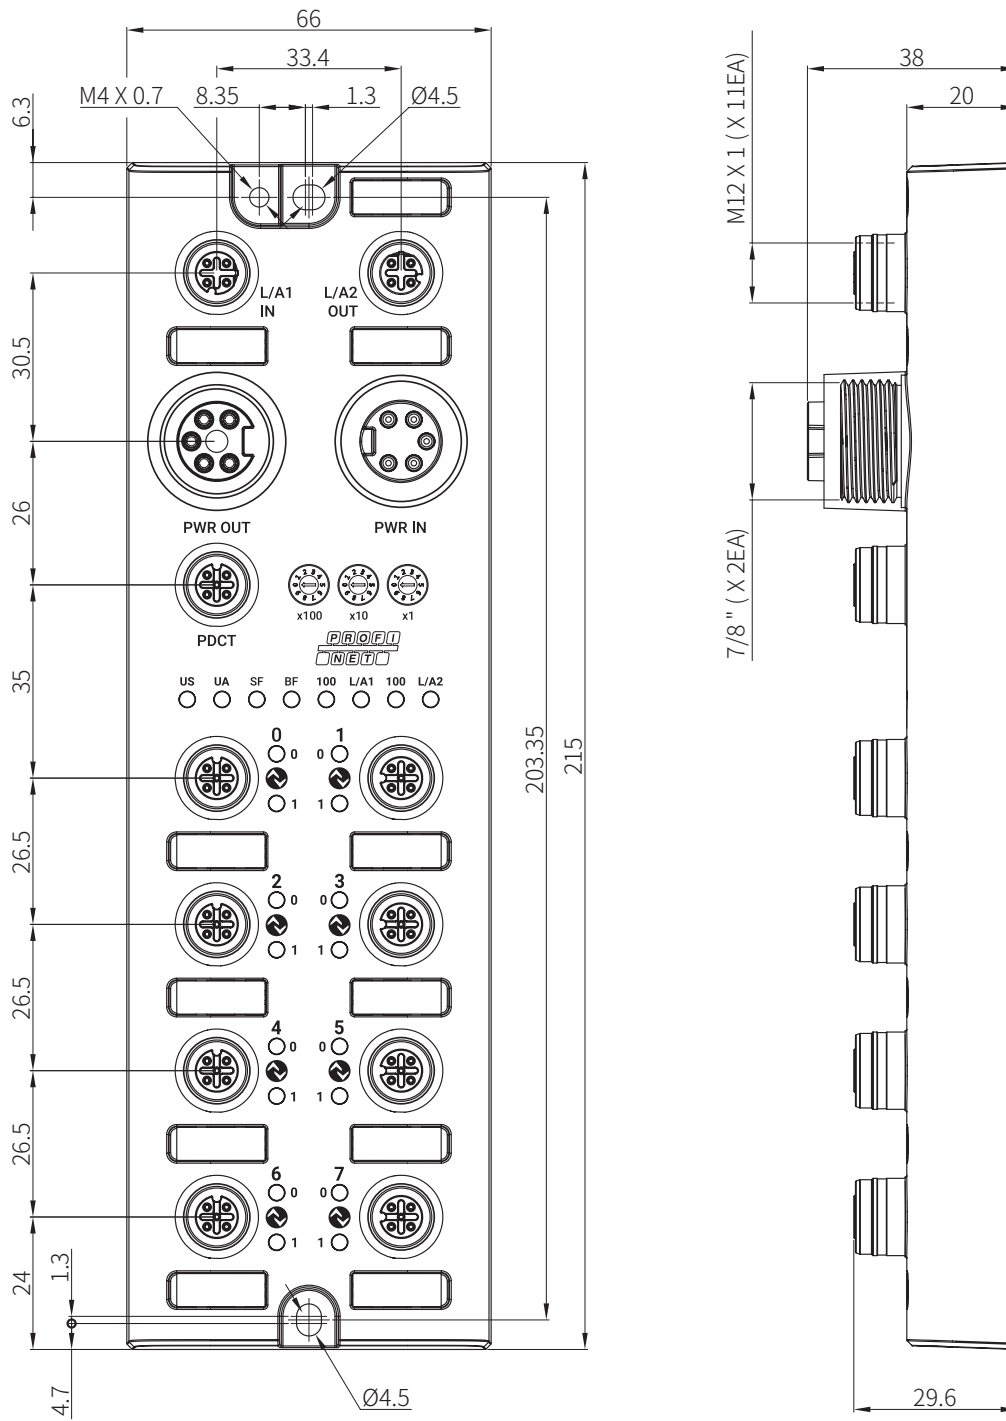 66
38
33.4
20
M4 X 0.7
8.35
1.3
Ø4.5
6.3
M12 X 1 ( X 11EA)
L/A1
IN
L/A2
OUT
30.5
PWR OUT
PWR IN
26
7/8 " ( X 2EA)
x100
x10
x1
PDCT
PROFI
NET
35
US UA SF BF 100 L/A1 100 L/A2
203.35
215
0 1
0 0
1 1
26.5
2 3
0 0
1 1
26.5
4 5
0 0
1 1
26.5
6 7
0 0
1 1
24
1.3
4.7
Ø4.5
29.6